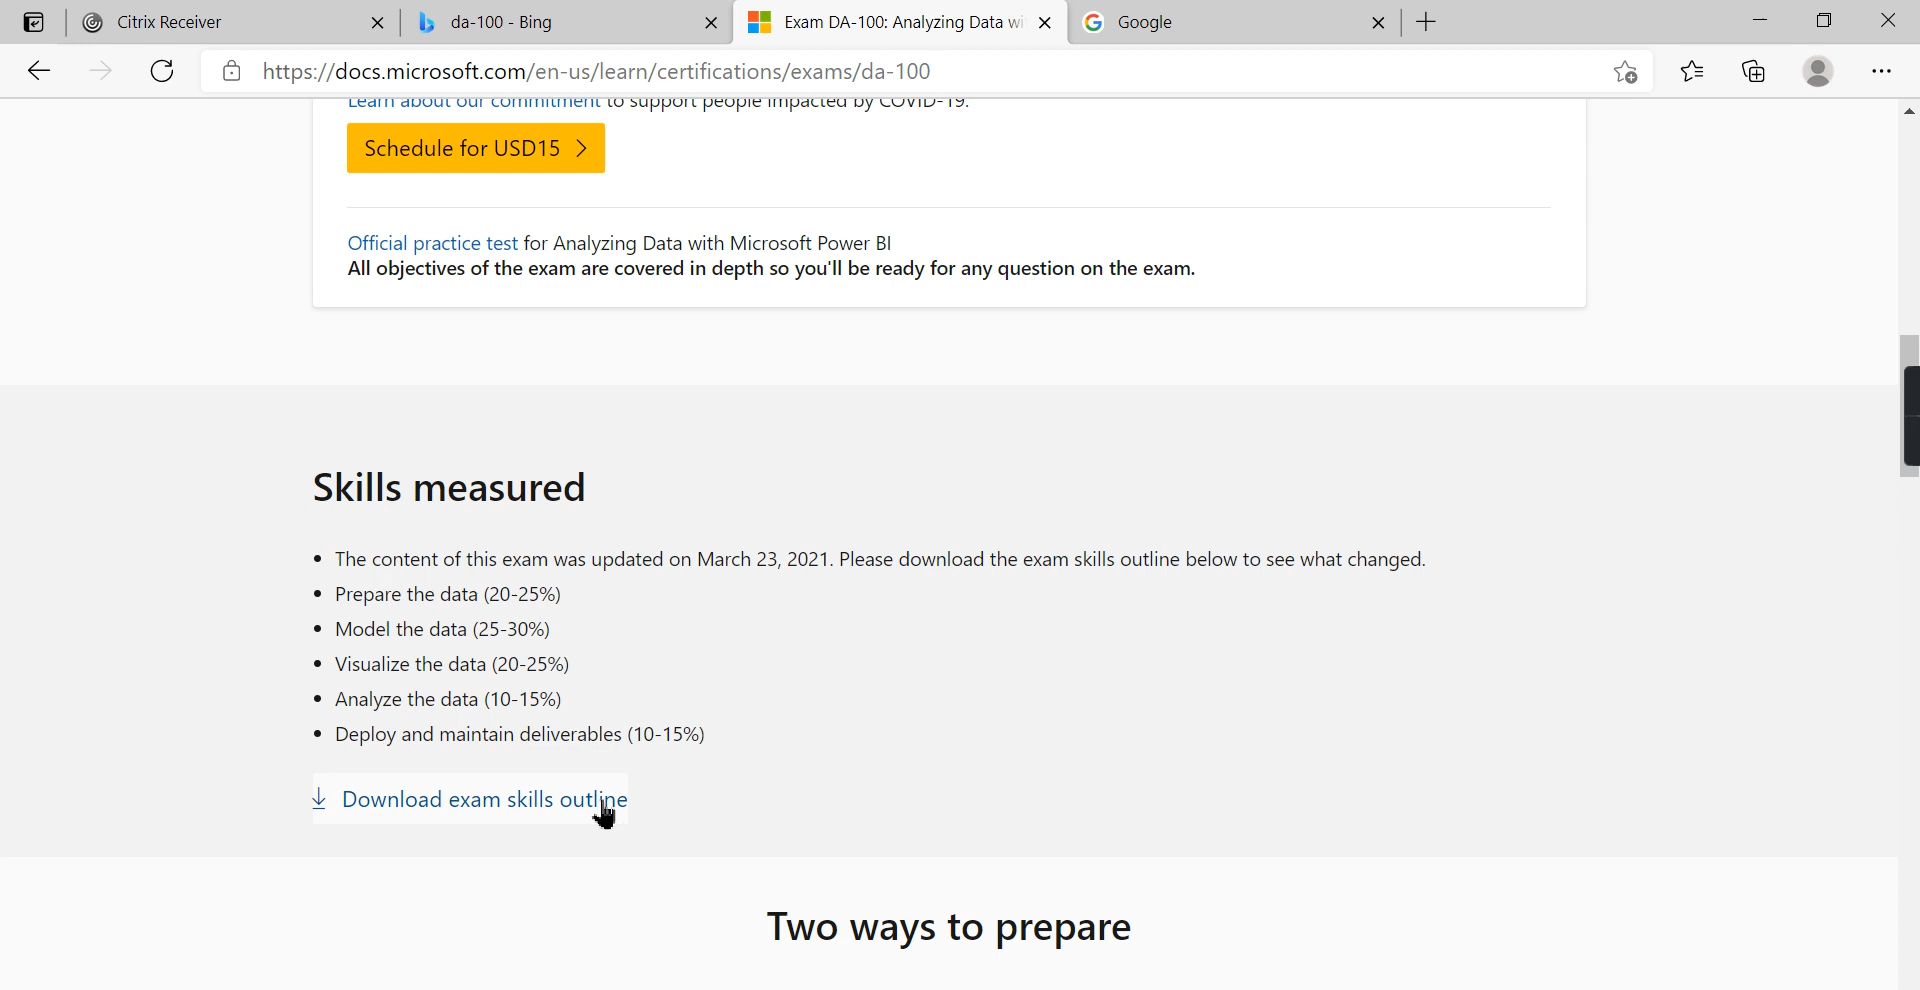 Citrix Receiver
da-100 - Bing
Exam DA-100: Analyzing Data wi
Google
https://docs.microsoft.com/en-us/learn/certifications/exams/da-100
Learn about our commitment to support people impacted by COVID-19.
Schedule for USD15
Official practice test for Analyzing Data with Microsoft Power BI
All objectives of the exam are covered in depth so you'll be ready for any question on the exam.
Skills measured
• The content of this exam was updated on March 23, 2021. Please download the exam skills outline below to see what changed.
• Prepare the data (20-25%)
• Model the data (25-30%)
• Visualize the data (20-25%)
• Analyze the data (10-15%)
• Deploy and maintain deliverables (10-15%)
Download exam skills outline
Two ways to prepare